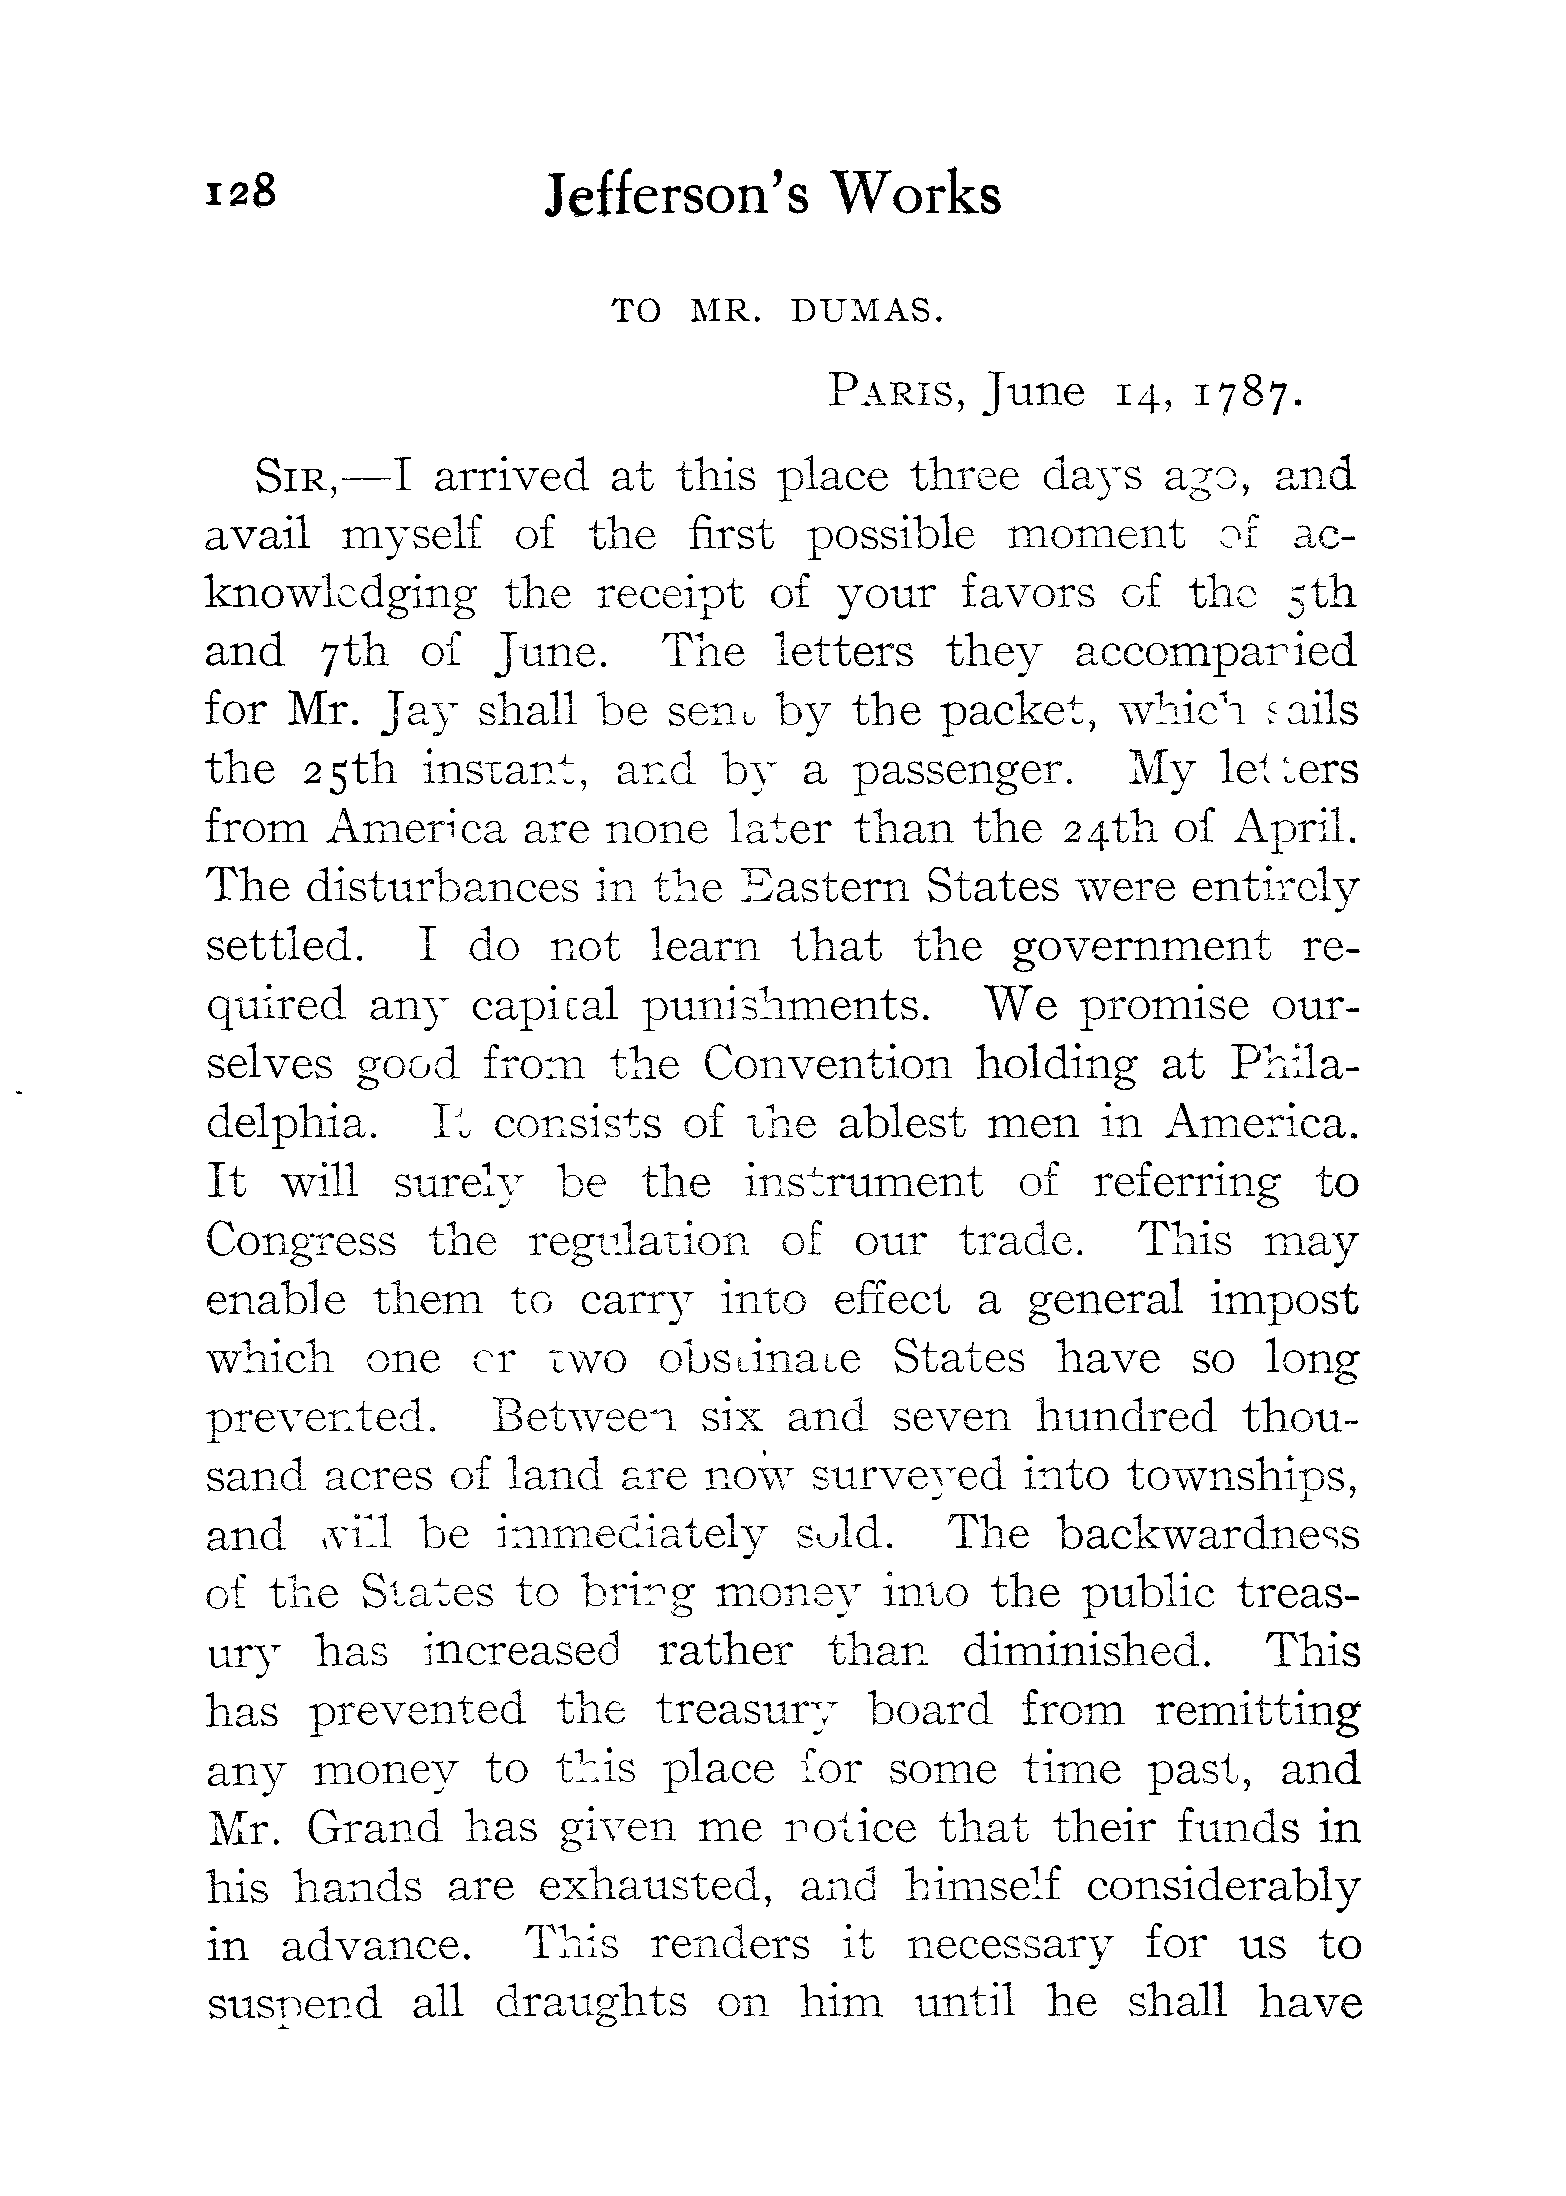 128 Jefferson's Works
TO MR. DUMAS.
PARIS, June 14, 1787.
SIR,—I arrived at this place three days ago, and
avail myself of the first possible moment of ac-
knowledging the receipt of your favors of the 5th
and 7th of June. The letters they accompanied
for Mr. Jay shall be sent by the packet, which sails
the 25th instant, and by a passenger. My letters
from America are none later than the 24th of April.
The disturbances in the Eastern States were entirely
settled. I do not learn that the government re-
quired any capital punishments. We promise our-
selves good from the Convention holding at Phila-
delphia. It consists of the ablest men in America.
It will surely be the instrument of referring to
Congress the regulation of our trade. This may
enable them to carry into effect a general impost
which one or two obstinate States have so long
prevented. Between six and seven hundred thou-
sand acres of land are now surveyed into townships,
and will be immediately sold. The backwardness
of the States to bring money into the public treas-
ury has increased rather than diminished. This
has prevented the treasury board from remitting
any money to this place for some time past, and
Mr. Grand has given me notice that their funds in
his hands are exhausted, and himself considerably
in advance. This renders it necessary for us to
suspend all draughts on him until he shall have